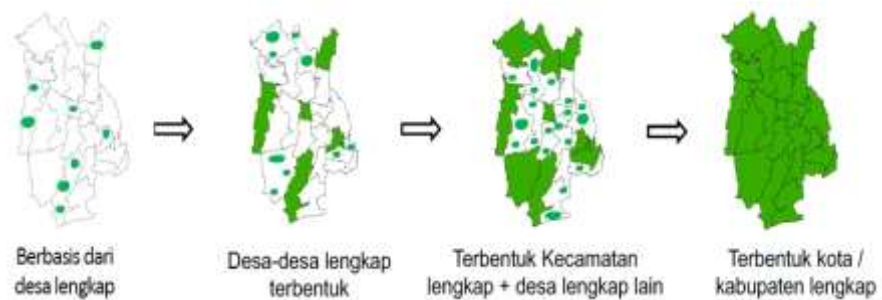 Berbasis dari
desa lengkap
Desa-desa lengkap
terbentuk
Terbentuk Kecamatan
lengkap + desa lengkap lain
Terbentuk kota /
kabupaten lengkap